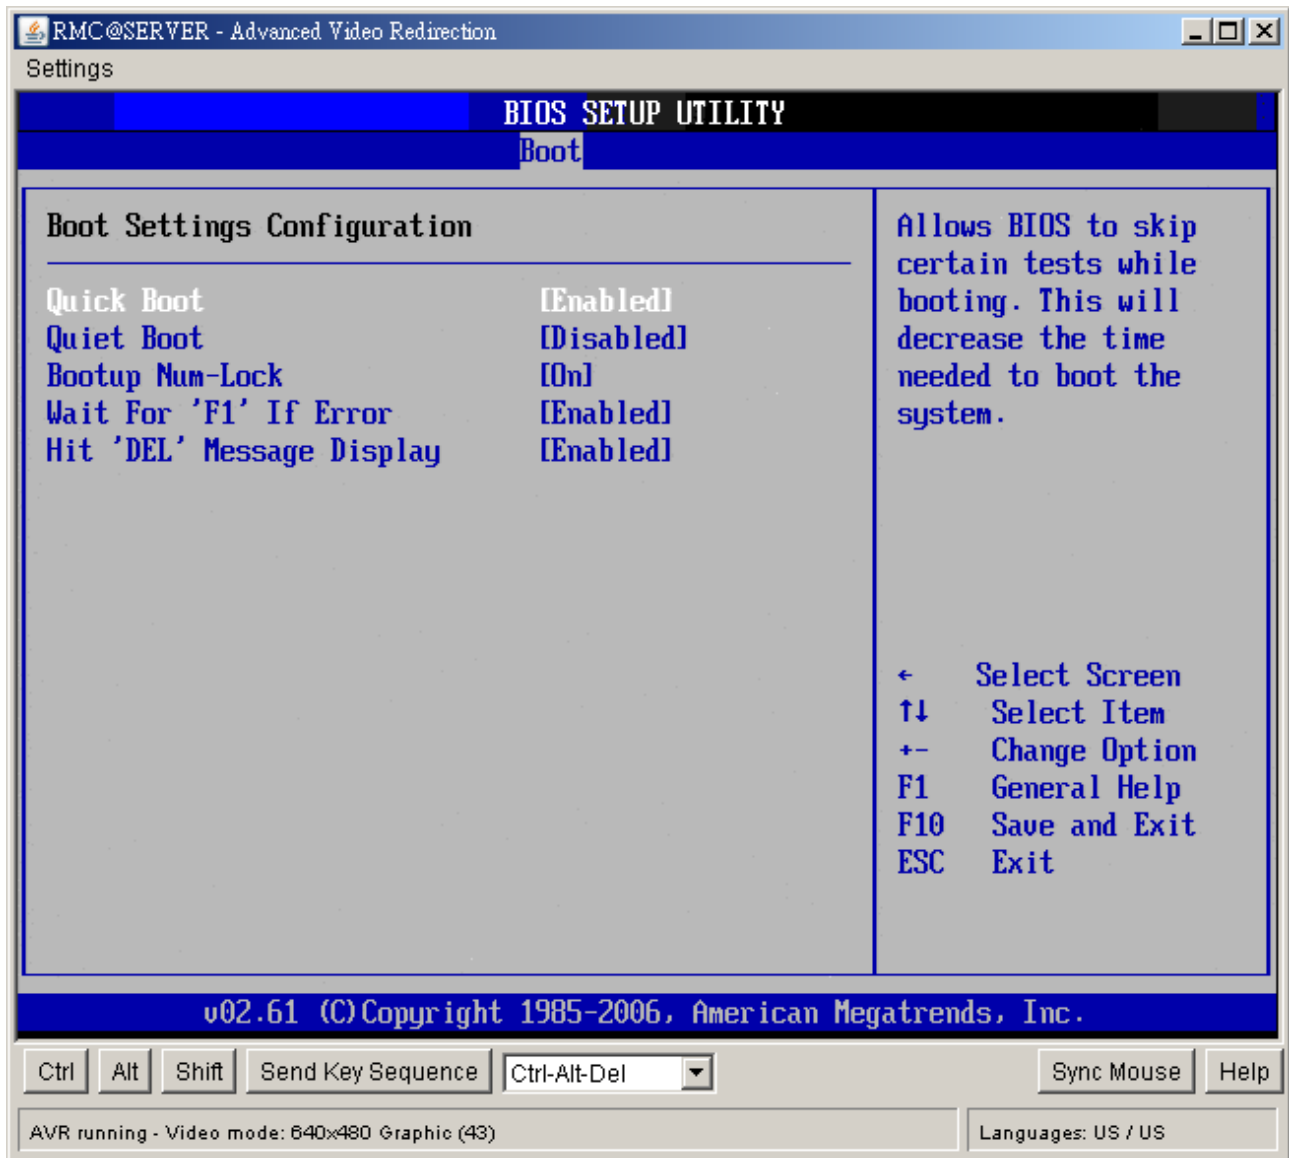 RMC@SERVER - Advanced Video Redirection
Settings
BIOS SETUP UTILITY
Boot
Boot Settings Configuration
Quick Boot [Enabled]
Quiet Boot [Disabled]
Bootup Num-Lock [On]
Wait For 'F1' If Error [Enabled]
Hit 'DEL' Message Display [Enabled]
Allows BIOS to skip
certain tests while
booting. This will
decrease the time
needed to boot the
system.
← Select Screen
↑↓ Select Item
+- Change Option
F1 General Help
F10 Save and Exit
ESC Exit
v02.61 (C)Copyright 1985-2006, American Megatrends, Inc.
Ctrl Alt Shift Send Key Sequence Ctrl-Alt-Del Sync Mouse Help
AVR running - Video mode: 640x480 Graphic (43) Languages: US / US